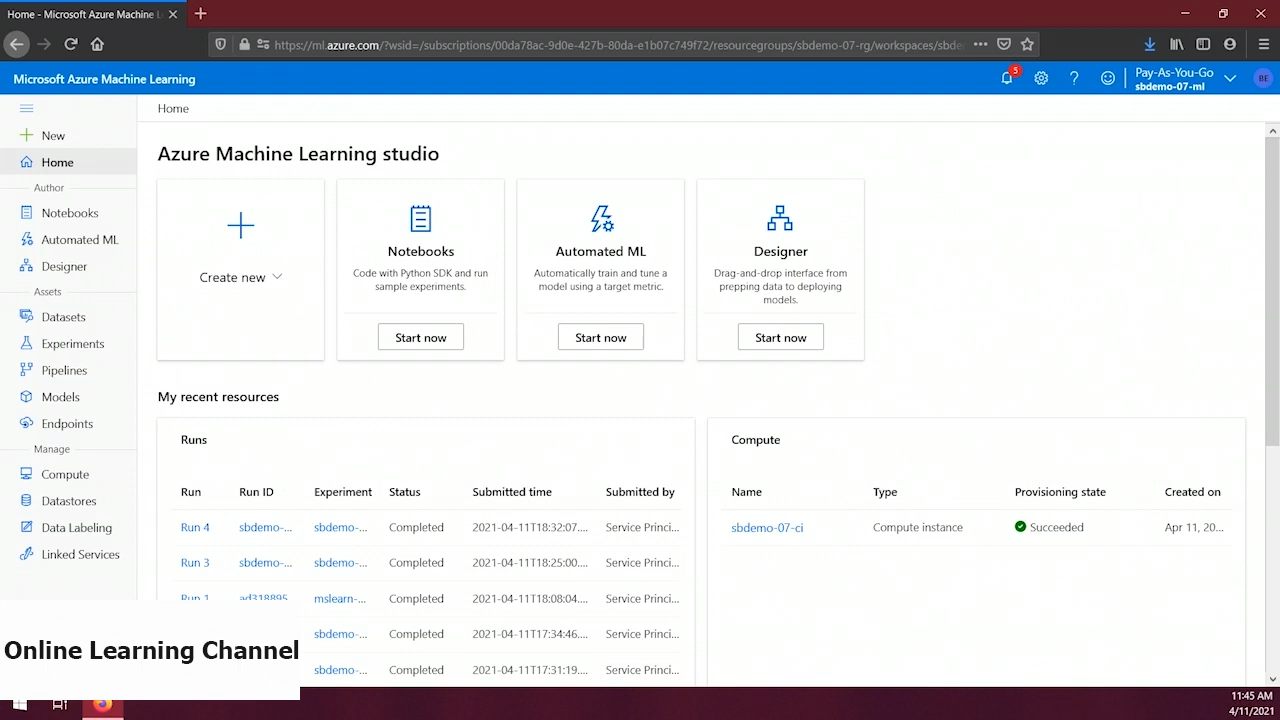 Home - Microsoft Azure Machine L
https://ml.azure.com/?wsid=/subscriptions/00da78ac-9d0e-427b-80da-e1b07c749f72/resourcegroups/sbdemo-07-rg/workspaces/sbde
Microsoft Azure Machine Learning
5
Pay-As-You-Go
sbdemo-07-ml
BE
New
Home
Author
Notebooks
Automated ML
Designer
Assets
Datasets
Experiments
Pipelines
Models
Endpoints
Manage
Compute
Datastores
Data Labeling
Linked Services
Home
Azure Machine Learning studio
Create new
Notebooks
Code with Python SDK and run
sample experiments.
Start now
Automated ML
Automatically train and tune a
model using a target metric.
Start now
Designer
Drag-and-drop interface from
prepping data to deploying
models.
Start now
My recent resources
Runs
Run Run ID Experiment Status Submitted time Submitted by
Run 4 sbdemo-... sbdemo-... Completed 2021-04-11T18:32:07.... Service Princi...
Run 3 sbdemo-... sbdemo-... Completed 2021-04-11T18:25:00.... Service Princi...
Run 1 ad318895 mslearn-... Completed 2021-04-11T18:08:04.... Service Princi...
sbdemo-... Completed 2021-04-11T17:34:46.... Service Princi...
sbdemo-... Completed 2021-04-11T17:31:19.... Service Princi...
Compute
Name Type Provisioning state Created on
sbdemo-07-ci Compute instance Succeeded Apr 11, 20...
Online Learning Channel
11:45 AM
4/11/2021